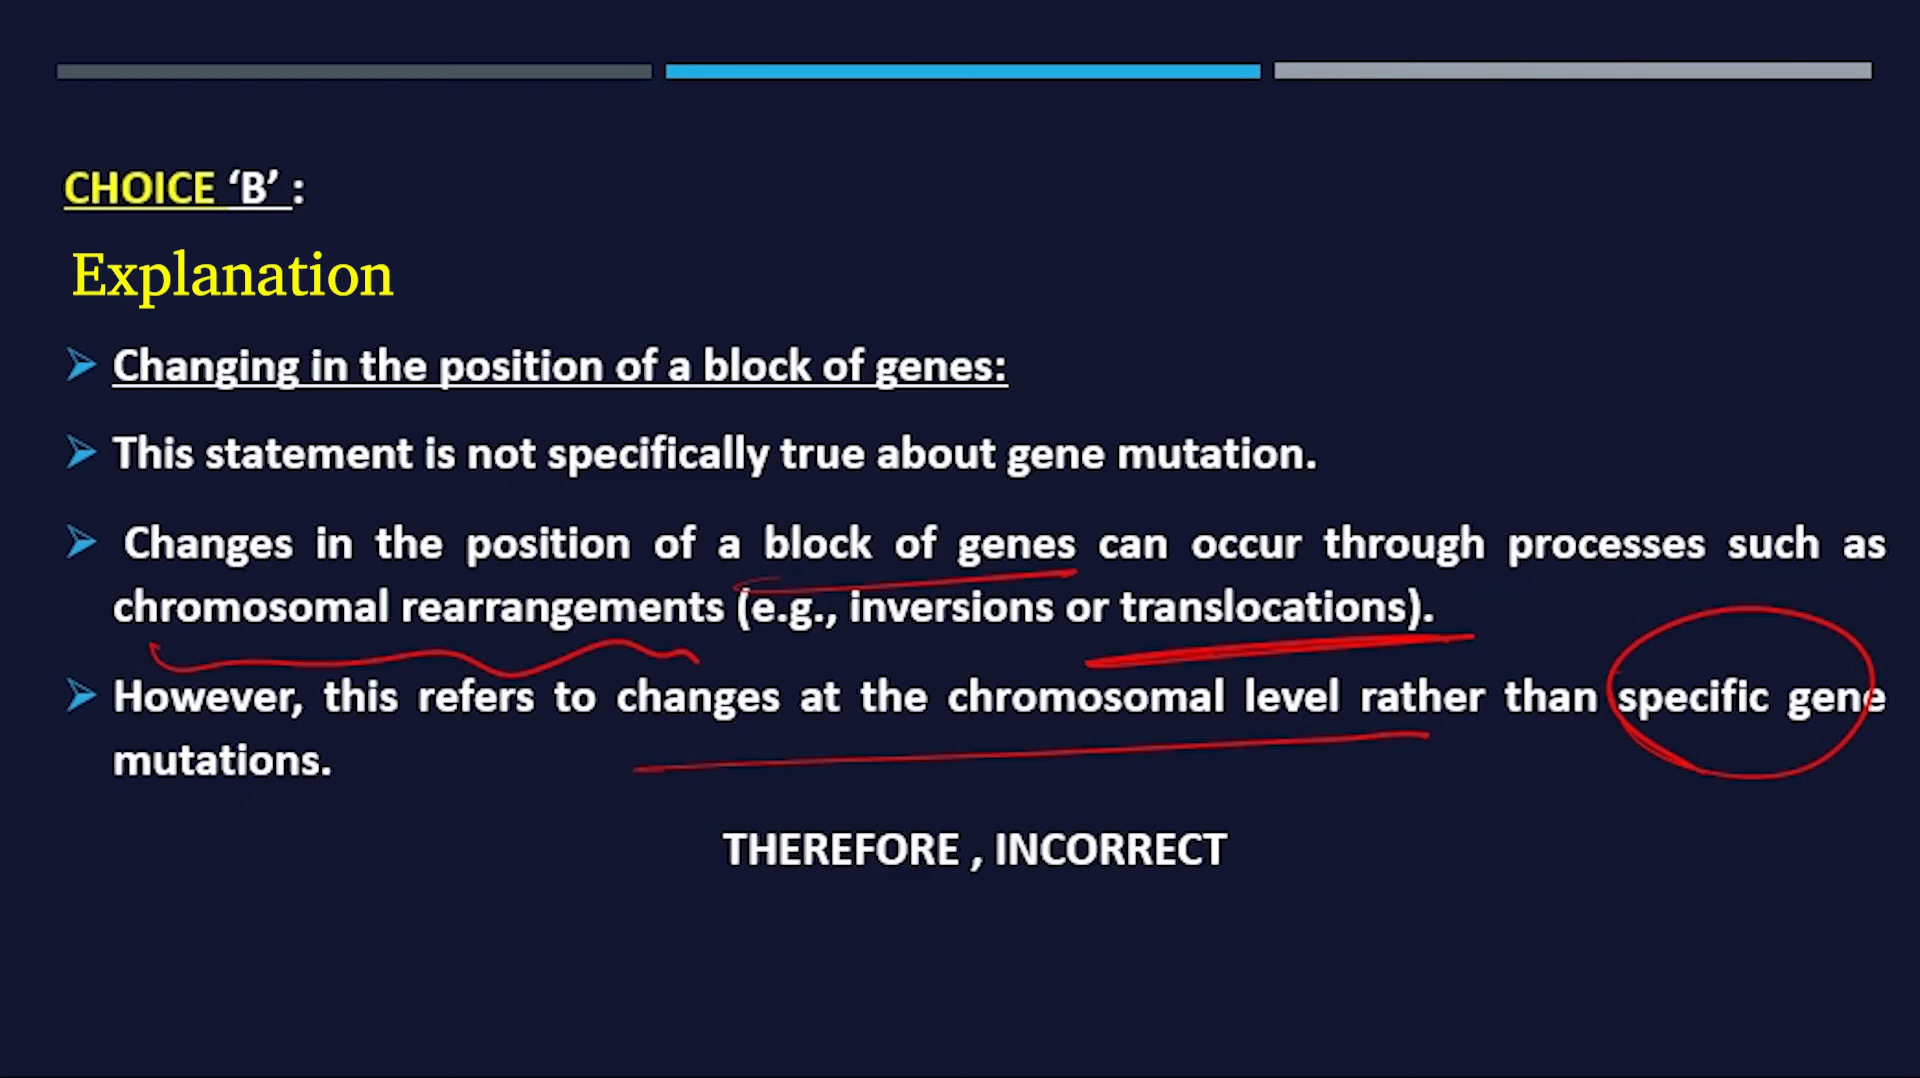 CHOICE ‘B’ :
Explanation
Changing in the position of a block of genes:
This statement is not specifically true about gene mutation.
Changes in the position of a block of genes can occur through processes such as
chromosomal rearrangements (e.g., inversions or translocations).
However, this refers to changes at the chromosomal level rather than specific gene
mutations.
THEREFORE , INCORRECT